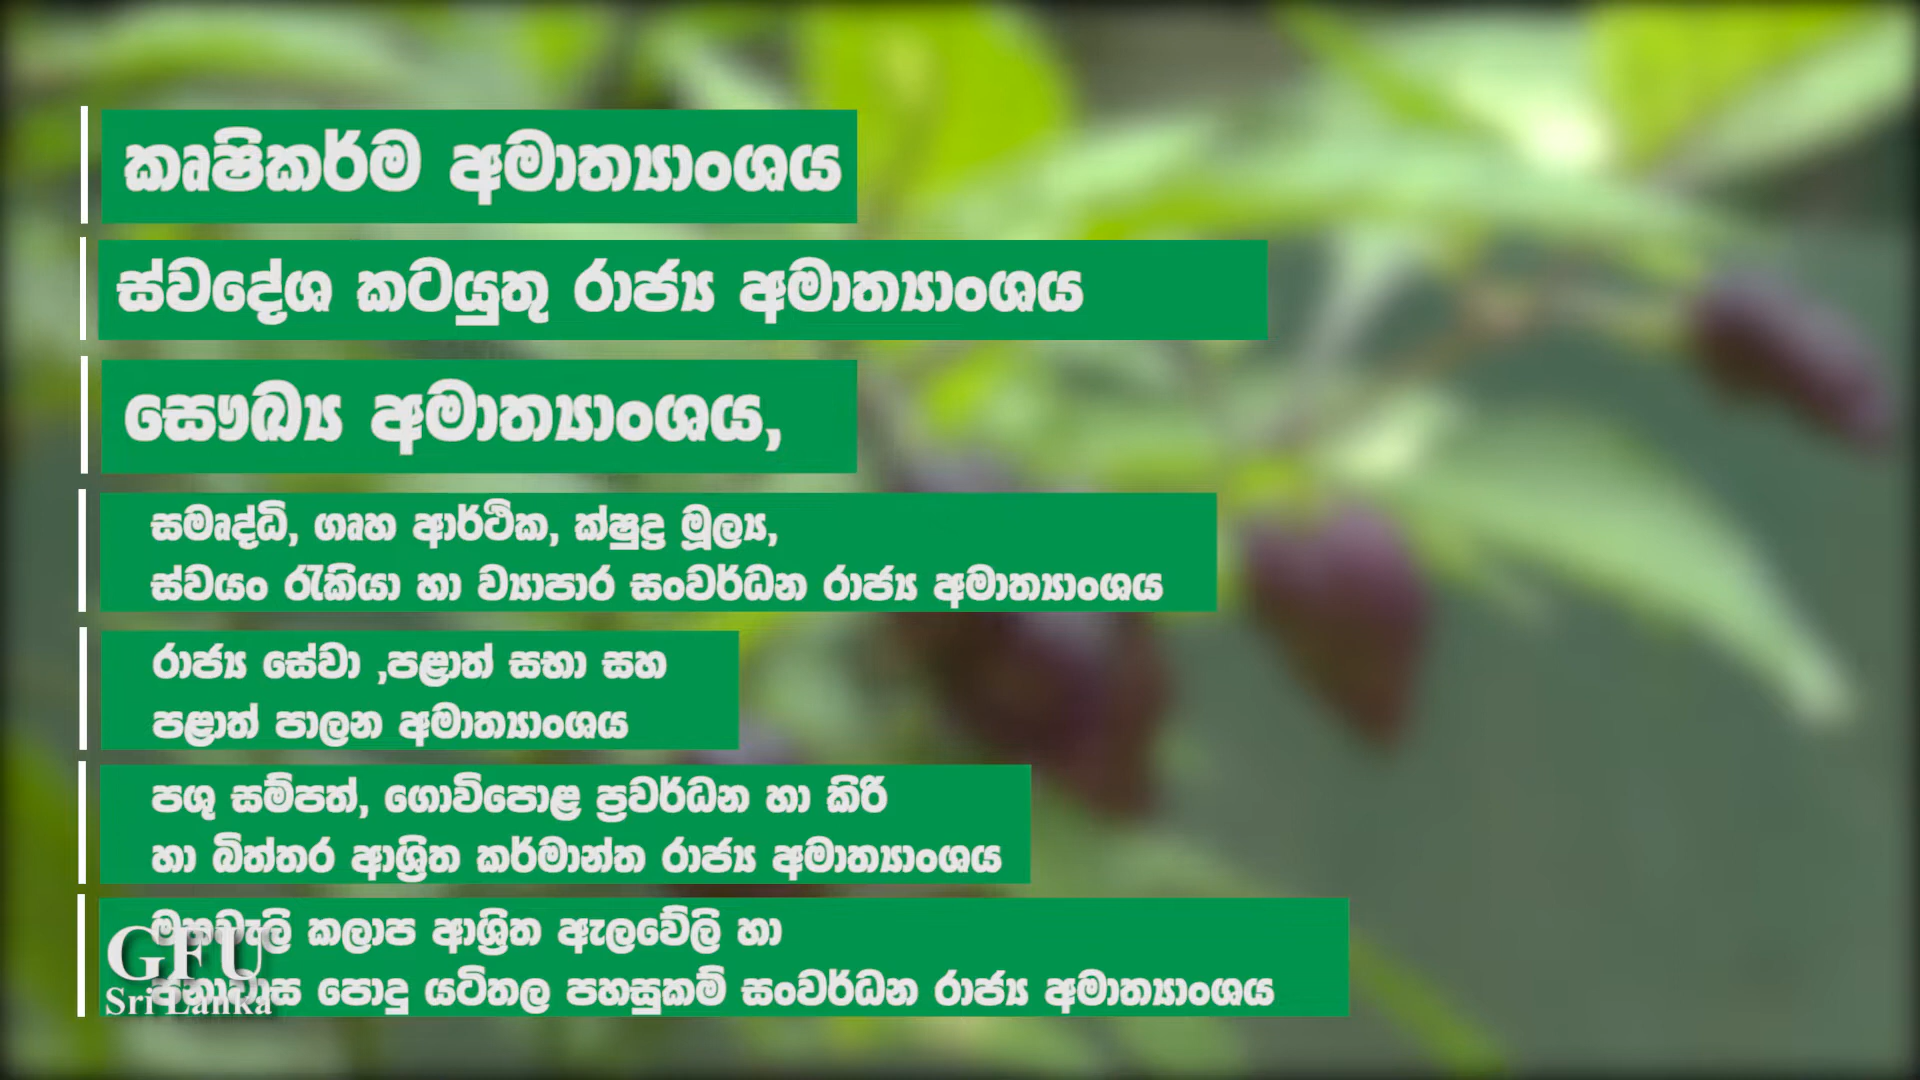 කෘෂිකර්ම අමාත්‍යාංශය
ස්වදේශ කටයුතු රාජ්‍ය අමාත්‍යාංශය
සෞඛ්‍ය අමාත්‍යාංශය,
සමෘද්ධි, ගෘහ ආර්ථික, ක්ෂුද්‍ර මූල්‍ය,
ස්වයං රැකියා හා ව්‍යාපාර සංවර්ධන රාජ්‍ය අමාත්‍යාංශය
රාජ්‍ය සේවා ,පළාත් සභා සහ
පළාත් පාලන අමාත්‍යාංශය
පශු සම්පත්, ගොවිපොළ ප්‍රවර්ධන හා කිරි
හා බිත්තර ආශ්‍රිත කර්මාන්ත රාජ්‍ය අමාත්‍යාංශය
කලාප ආශ්‍රිත ඇලවේලි හා
පොදු යටිතල පහසුකම් සංවර්ධන රාජ්‍ය අමාත්‍යාංශය
GFU
Sri Lanka